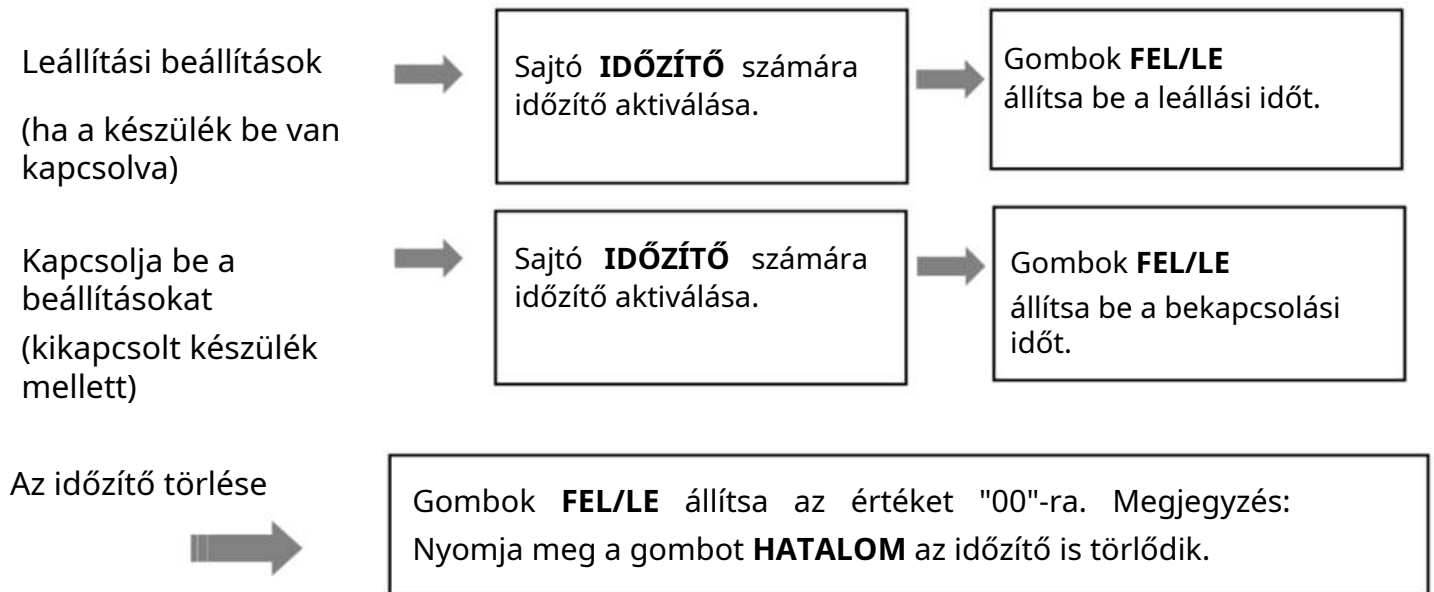 Leállítási beállítások
(ha a készülék be van
kapcsolva)
Sajtó IDŐZÍTŐ számára
időzítő aktiválása.
Gombok FEL/LE
állítsa be a leállási időt.
Kapcsolja be a
beállításokat
(kikapcsolt készülék
mellett)
Sajtó IDŐZÍTŐ számára
időzítő aktiválása.
Gombok FEL/LE
állítsa be a bekapcsolási
időt.
Az időzítő törlése
Gombok FEL/LE állítsa az értéket "00"-ra. Megjegyzés:
Nyomja meg a gombot HATALOM az időzítő is törlődik.